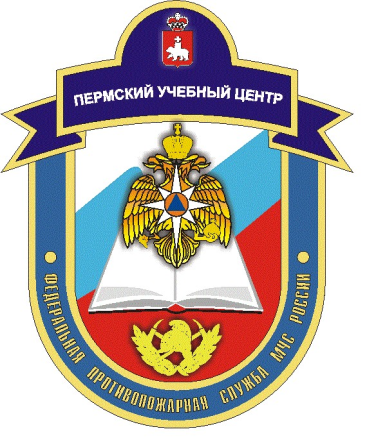 ПЕРМСКИЙ УЧЕБНЫЙ ЦЕНТР
ФЕДЕРАЛЬНАЯ ПРОТИВОПОЖАРНАЯ СЛУЖБА МЧС РОССИИ